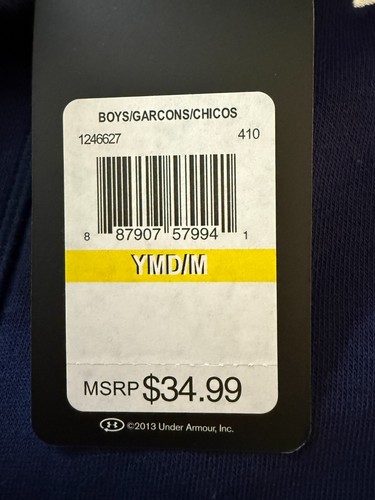 BOYS/GARCONS/CHICOS
1246627 410
8 87907 57994 1
YMD/M
MSRP $34.99
©2013 Under Armour, Inc.